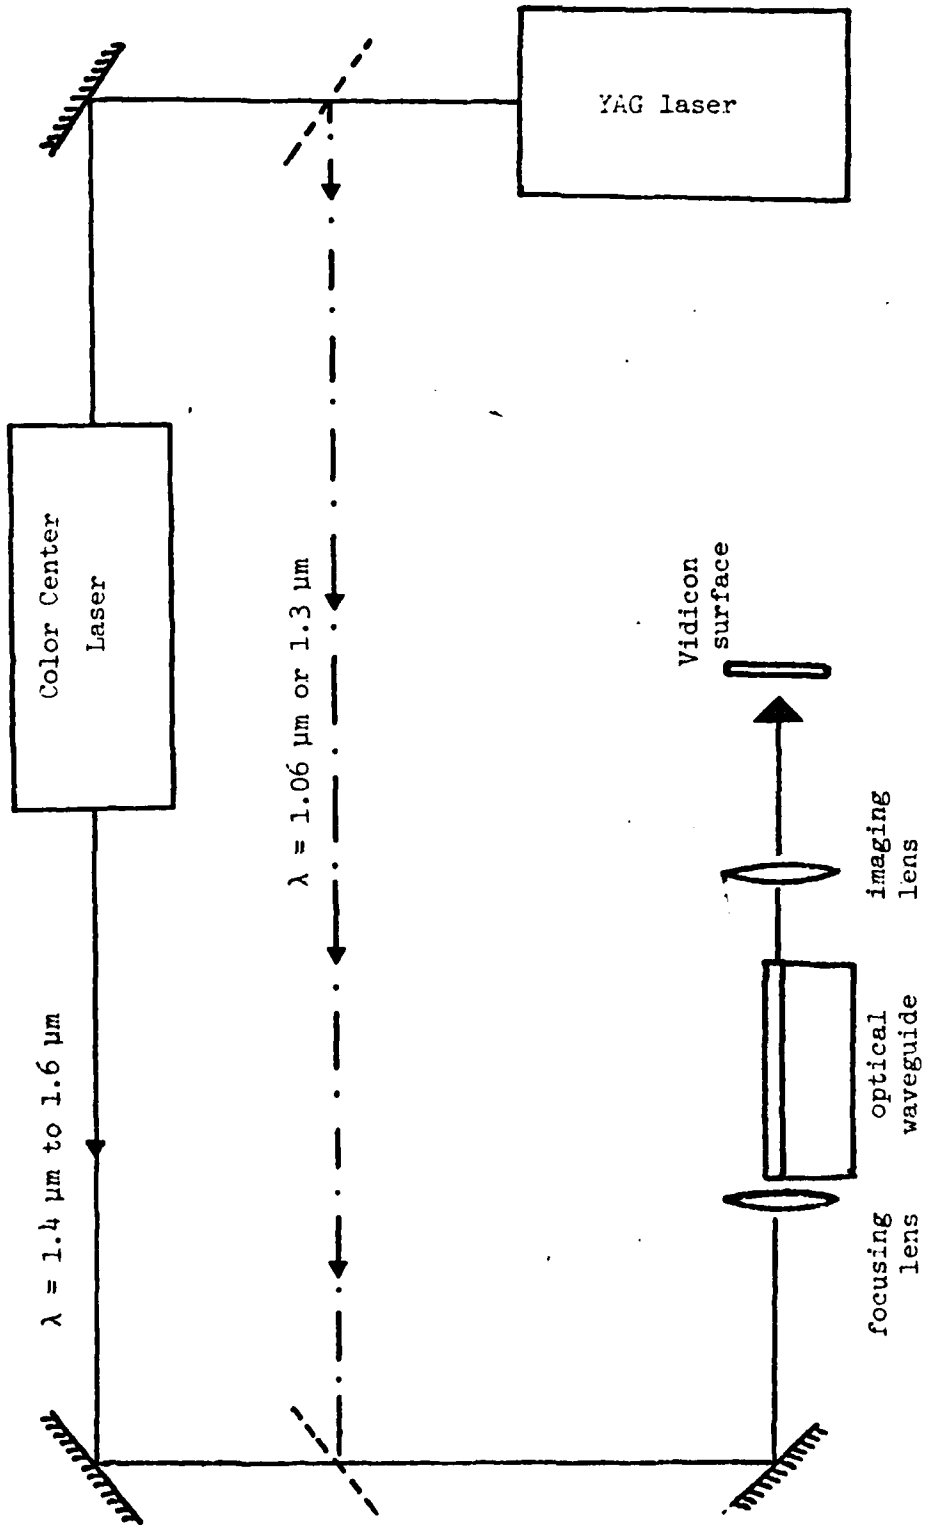 YAG laser
Color Center
Laser
λ = 1.4 μm to 1.6 μm
λ = 1.06 μm or 1.3 μm
Vidicon
surface
imaging
lens
optical
waveguide
focusing
lens